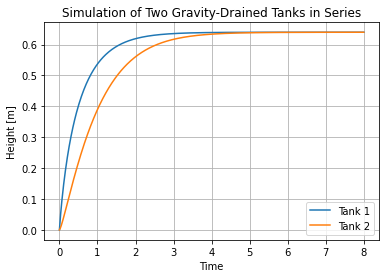 Simulation of Two Gravity-Drained Tanks in Series
Height [m]
0.6
0.5
0.4
0.3
0.2
0.1
0.0
Tank 1
Tank 2
0 1 2 3 4 5 6 7 8
Time